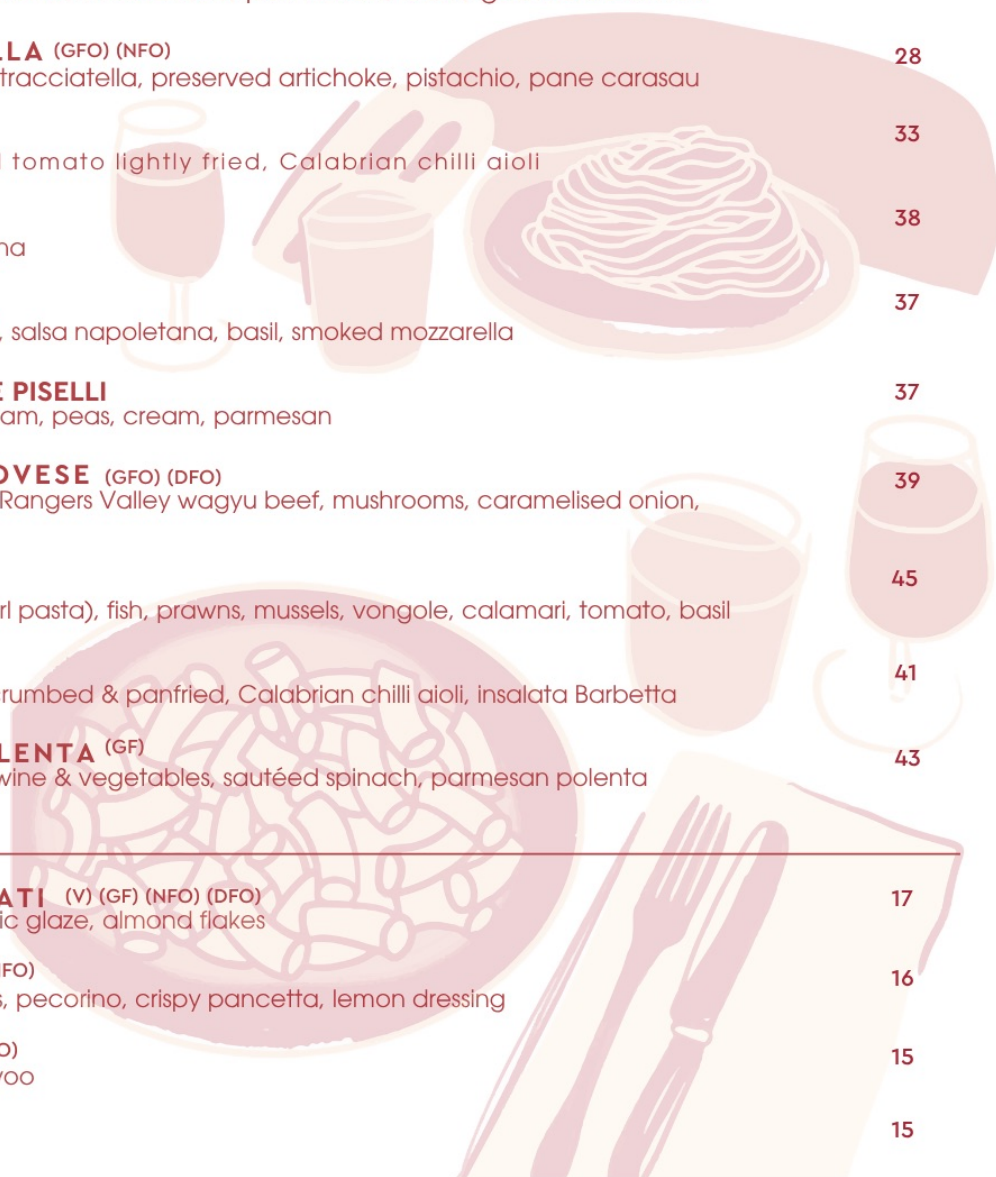 LLA (GFO) (NFO) 28
tracciatella, preserved artichoke, pistachio, pane carasau
33
tomato lightly fried, Calabrian chilli aioli
38
na
37
, salsa napoletana, basil, smoked mozzarella
E PISELLI 37
am, peas, cream, parmesan
OVESE (GFO) (DFO) 39
Rangers Valley wagyu beef, mushrooms, caramelised onion,
45
rl pasta), fish, prawns, mussels, vongole, calamari, tomato, basil
41
rumbed & panfried, Calabrian chilli aioli, insalata Barbetta
LENTA (GF) 43
wine & vegetables, sautéed spinach, parmesan polenta
ATI (V) (GF) (NFO) (DFO) 17
ic glaze, almond flakes
FO) 16
s, pecorino, crispy pancetta, lemon dressing
O) 15
voo
15